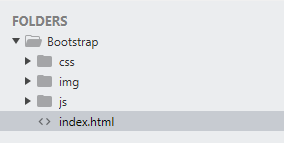 FOLDERS
Bootstrap
css
img
js
<> index.html